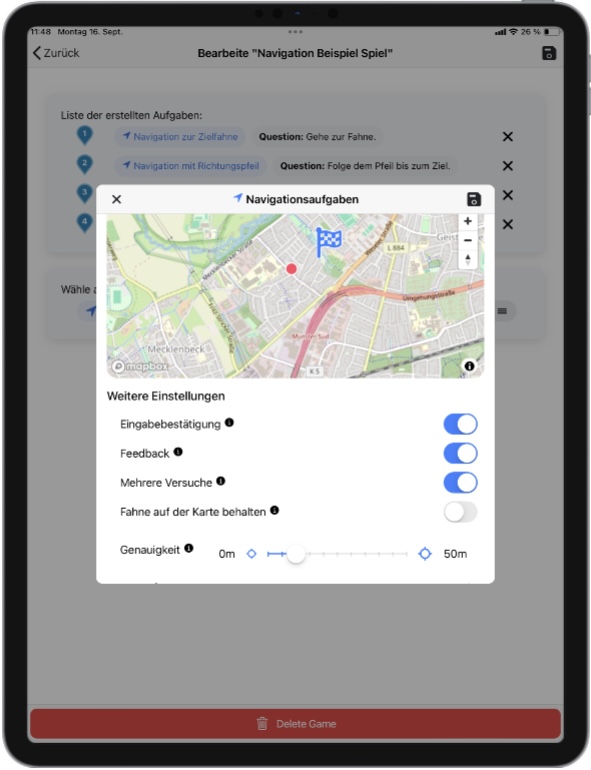 11:48 Montag 16. Sept. 26 %
Zurück Bearbeite "Navigation Beispiel Spiel"
Liste der erstellten Aufgaben:
1 Navigation zur Zielfahne Question: Gehe zur Fahne.
2 Navigation mit Richtungspfeil Question: Folge dem Pfeil bis zum Ziel.
3
4
Wähle a
Navigationsaufgaben
Mecklenbecker
Weseler Straße
L 884
Geist
Umgehungsstraße
Mecklenbeck
K 5
mapbox
Weitere Einstellungen
Eingabebestätigung
Feedback
Mehrere Versuche
Fahne auf der Karte behalten
Genauigkeit 0m 50m
Delete Game